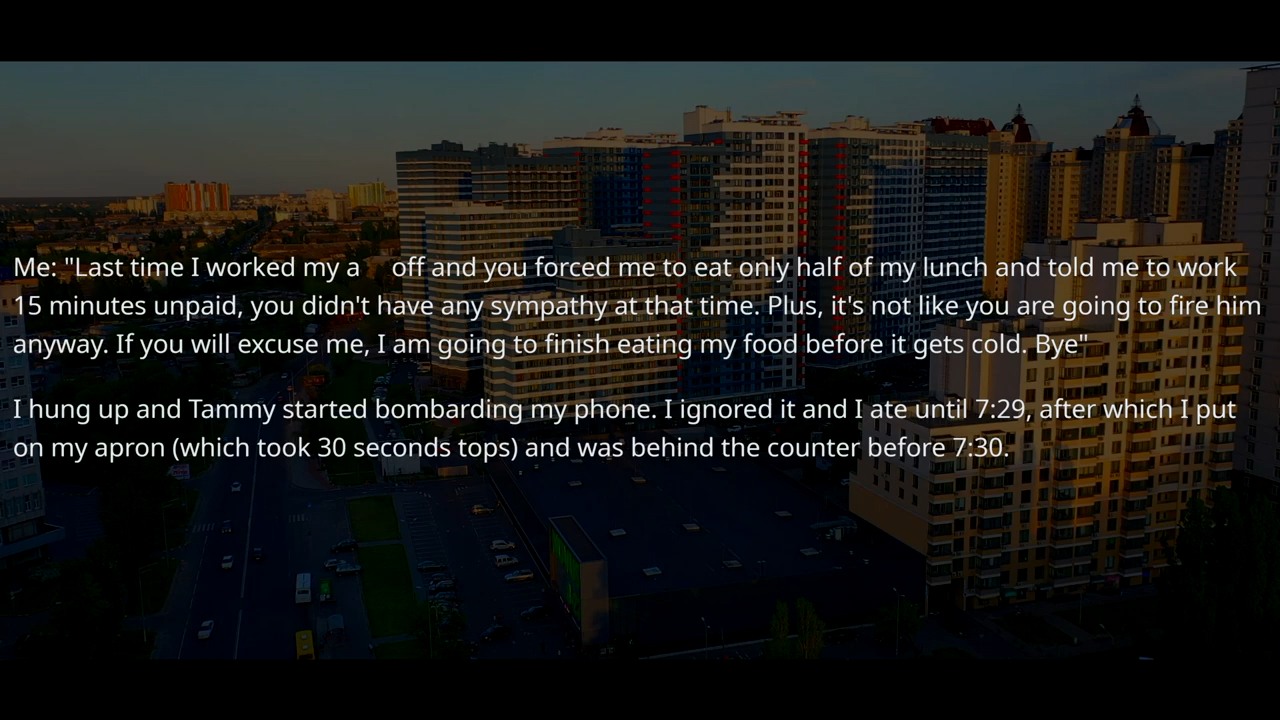 Me: "Last time I worked my a off and you forced me to eat only half of my lunch and told me to work
15 minutes unpaid, you didn't have any sympathy at that time. Plus, it's not like you are going to fire him
anyway. If you will excuse me, I am going to finish eating my food before it gets cold. Bye"
I hung up and Tammy started bombarding my phone. I ignored it and I ate until 7:29, after which I put
on my apron (which took 30 seconds tops) and was behind the counter before 7:30.